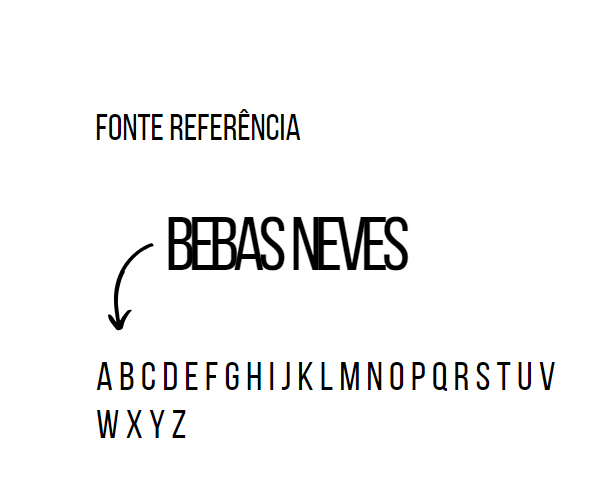 FONTE REFERÊNCIA
BEBAS NEVES
A B C D E F G H I J K L M N O P Q R S T U V
W X Y Z